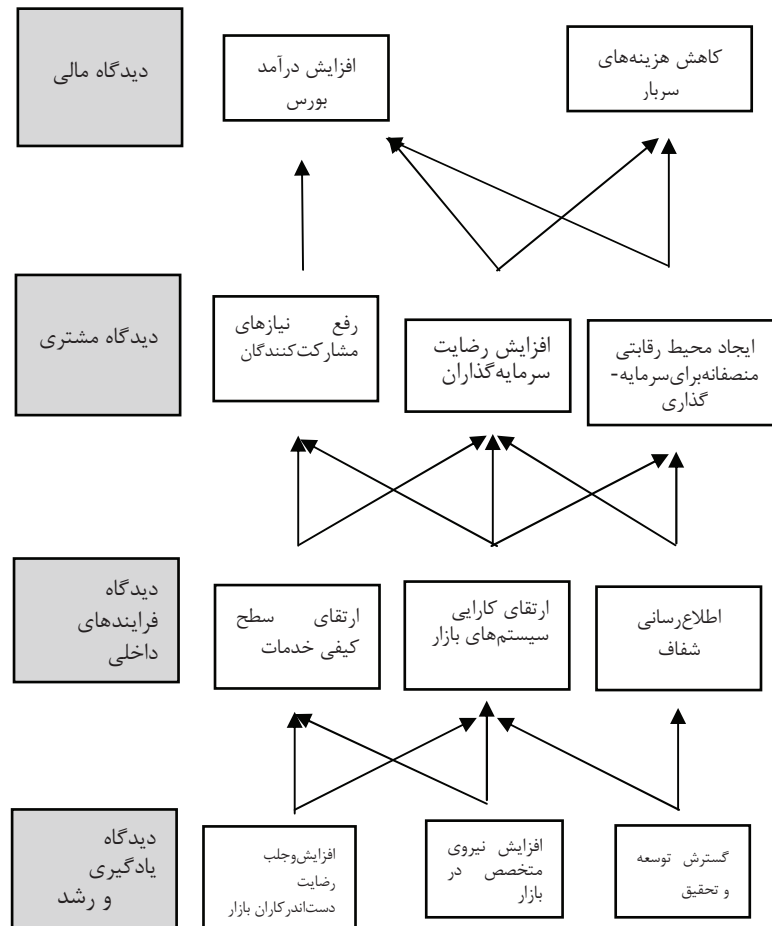 دیدگاه مالی
کاهش هزینه‌های
سربار
افزایش درآمد
بورس
دیدگاه مشتری
ایجاد محیط رقابتی
منصفانه‌برای‌سرمایه-
گذاری
افزایش رضایت
سرمایه‌گذاران
رفع نیازهای
مشارکت‌کنندگان
دیدگاه
فرایندهای
داخلی
اطلاع‌رسانی
شفاف
ارتقای کارایی
سیستم‌های بازار
ارتقای سطح
کیفی خدمات
دیدگاه
یادگیری
و رشد
گسترش توسعه
و تحقیق
افزایش نیروی
متخصص در
بازار
افزایش‌وجلب
رضایت
دست‌اندرکاران بازار